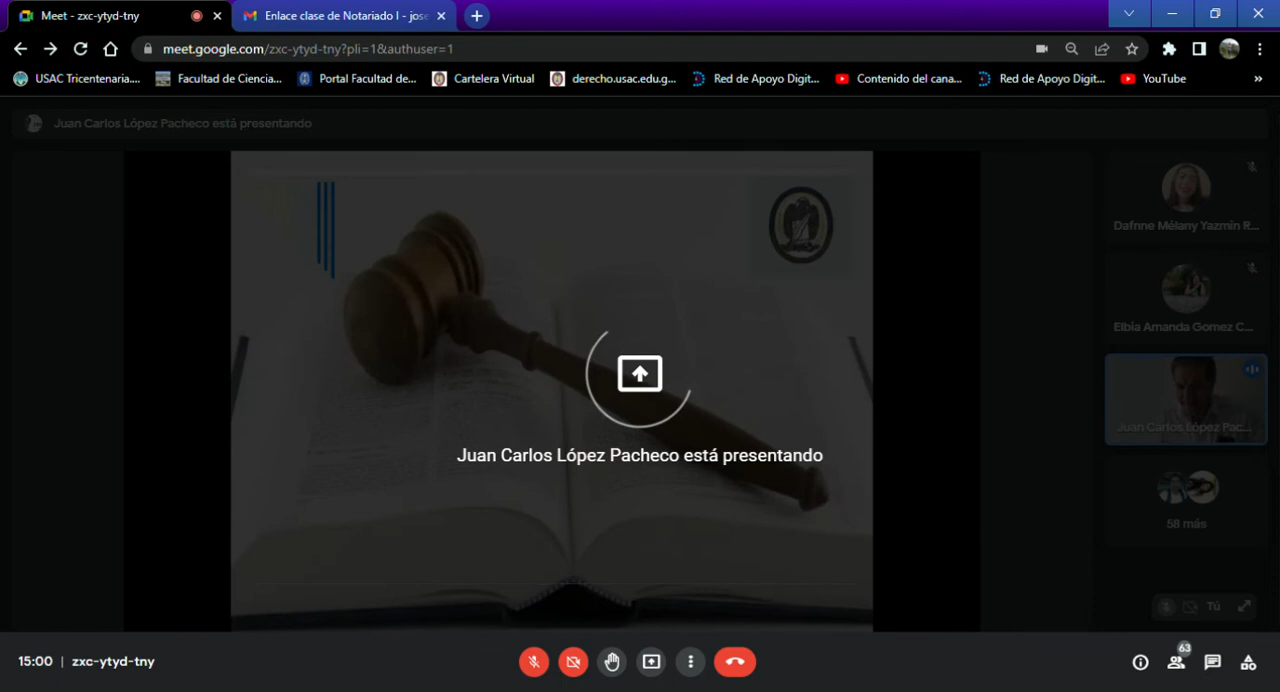 Meet - zxc-ytyd-tny
Enlace clase de Notariado I - jose
meet.google.com/zxc-ytyd-tny?pli=1&authuser=1
USAC Tricentenaria....
Facultad de Ciencia...
Portal Facultad de...
Cartelera Virtual
derecho.usac.edu.g...
Red de Apoyo Digit...
Contenido del cana...
Red de Apoyo Digit...
YouTube
»
Juan Carlos López Pacheco está presentando
Dafnne Mélany Yazmin R...
Elbia Amanda Gomez C...
Juan Carlos López Pac...
58 más
Tú
Juan Carlos López Pacheco está presentando
15:00 | zxc-ytyd-tny
63